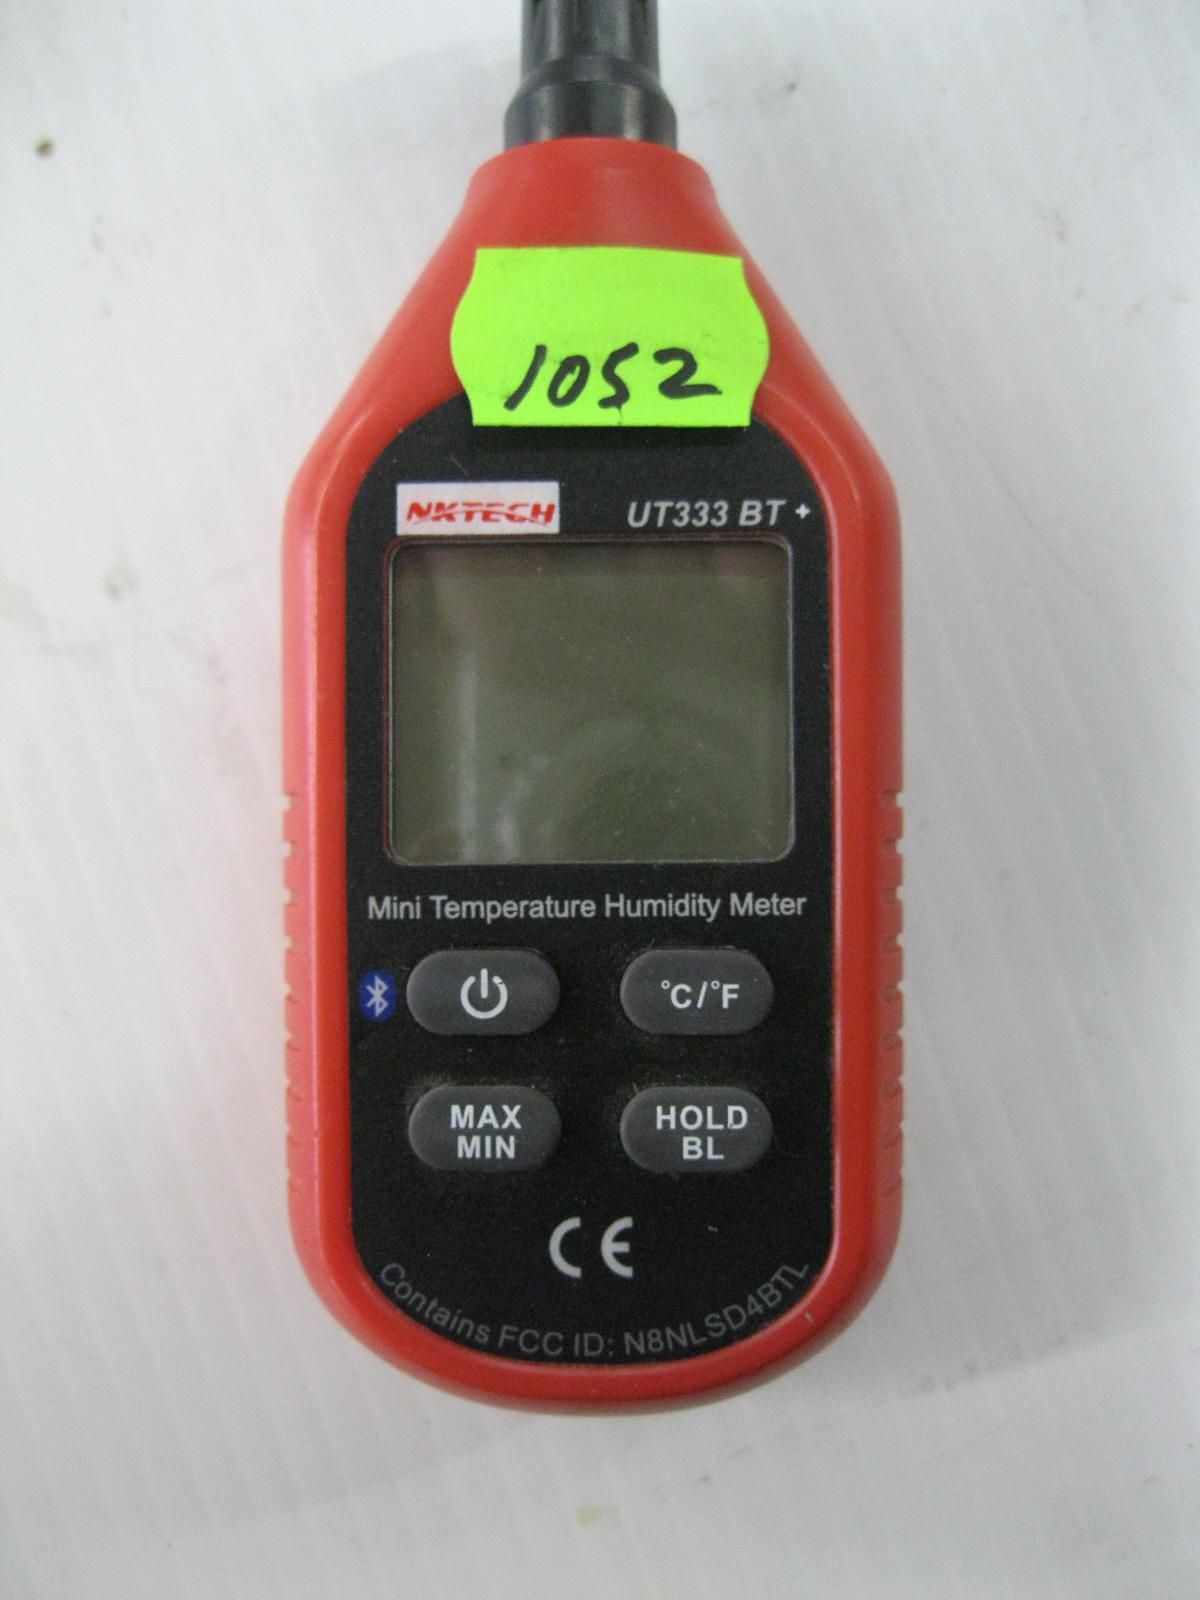 1052
NKTECH
UT333 BT +
Mini Temperature Humidity Meter
°C/°F
MAX
MIN
HOLD
BL
CE
Contains FCC ID: N8NLSD4BTL